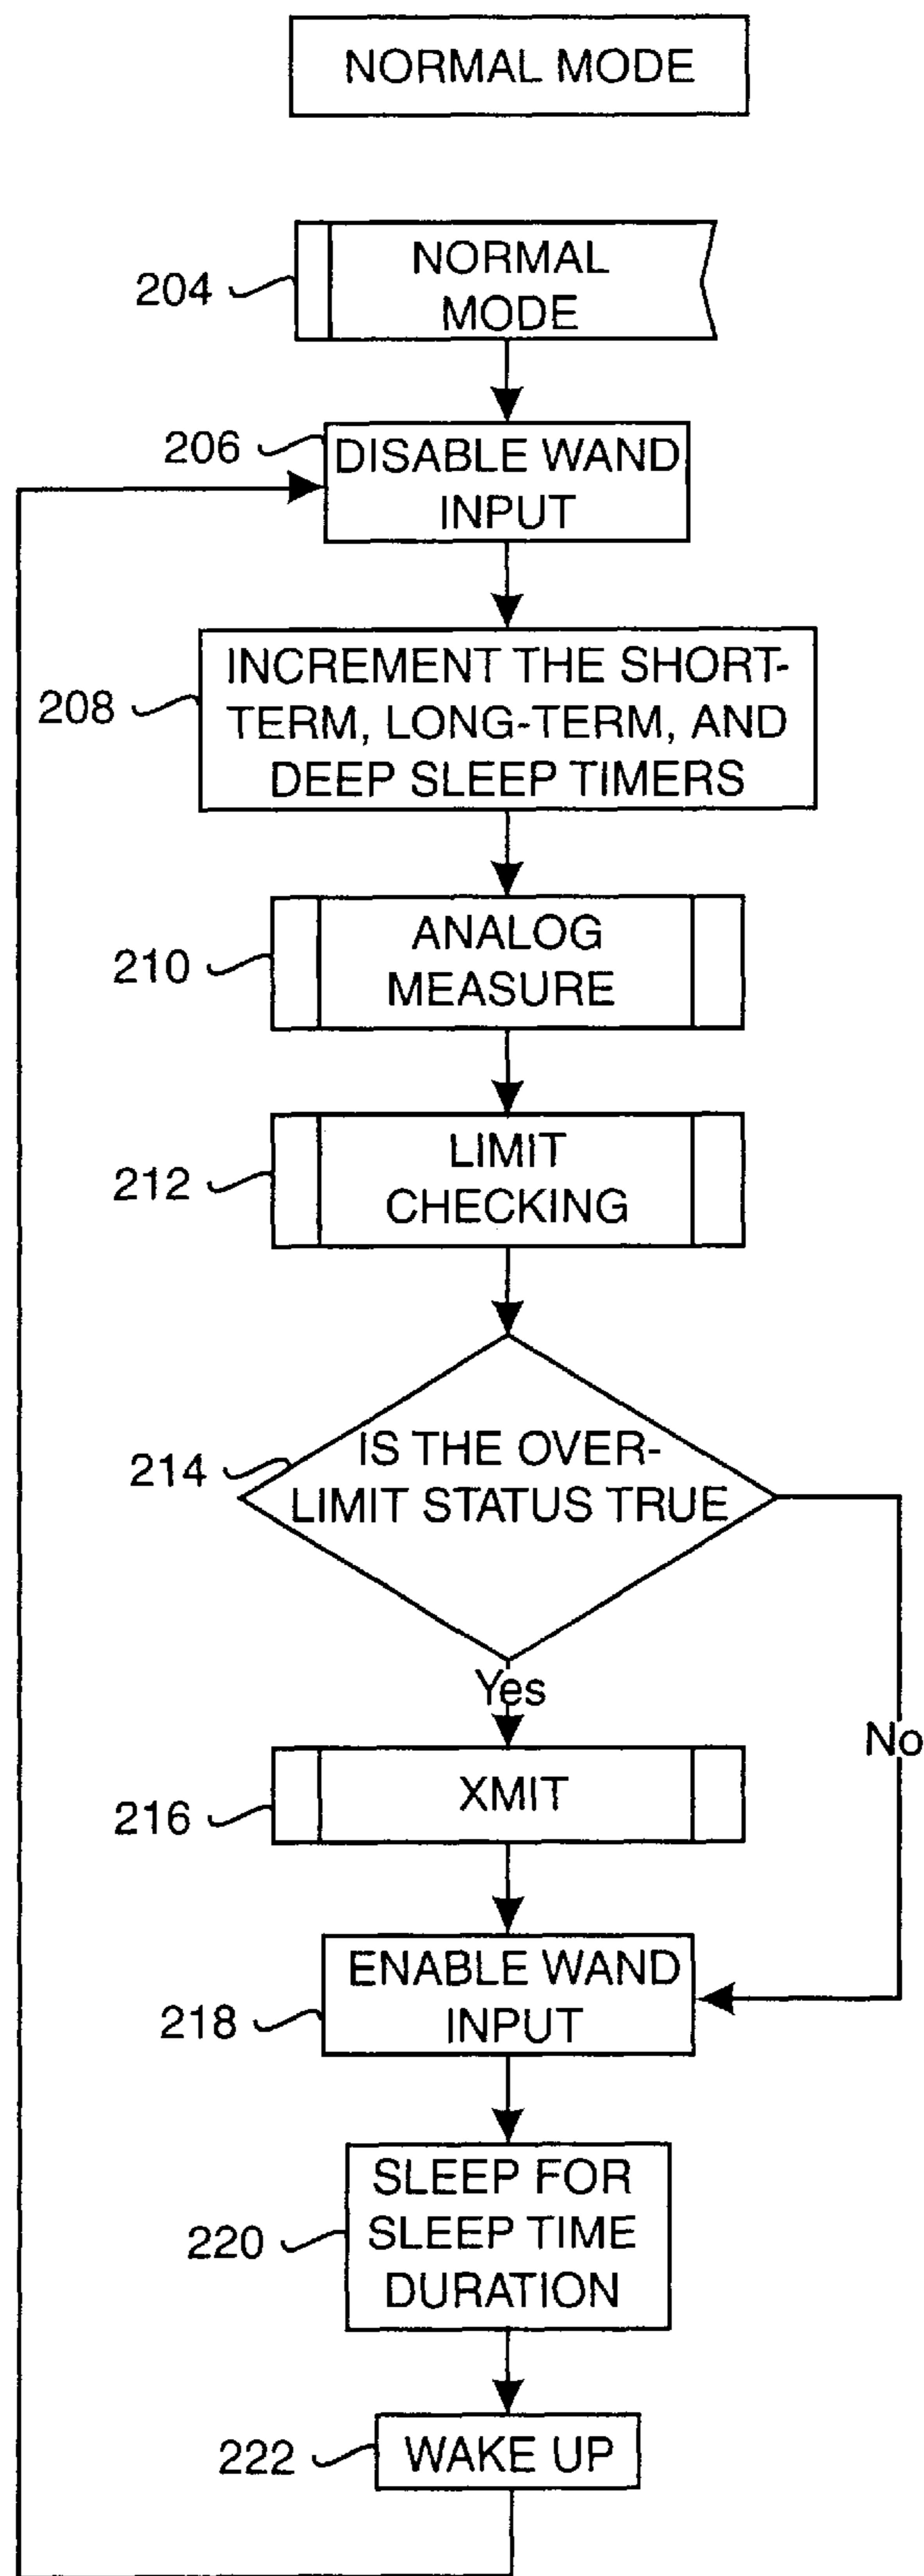 NORMAL MODE
204
NORMAL
MODE
206
DISABLE WAND
INPUT
208
INCREMENT THE SHORT-
TERM, LONG-TERM, AND
DEEP SLEEP TIMERS
210
ANALOG
MEASURE
212
LIMIT
CHECKING
214
IS THE OVER-
LIMIT STATUS TRUE
Yes
No
216
XMIT
218
ENABLE WAND
INPUT
220
SLEEP FOR
SLEEP TIME
DURATION
222
WAKE UP